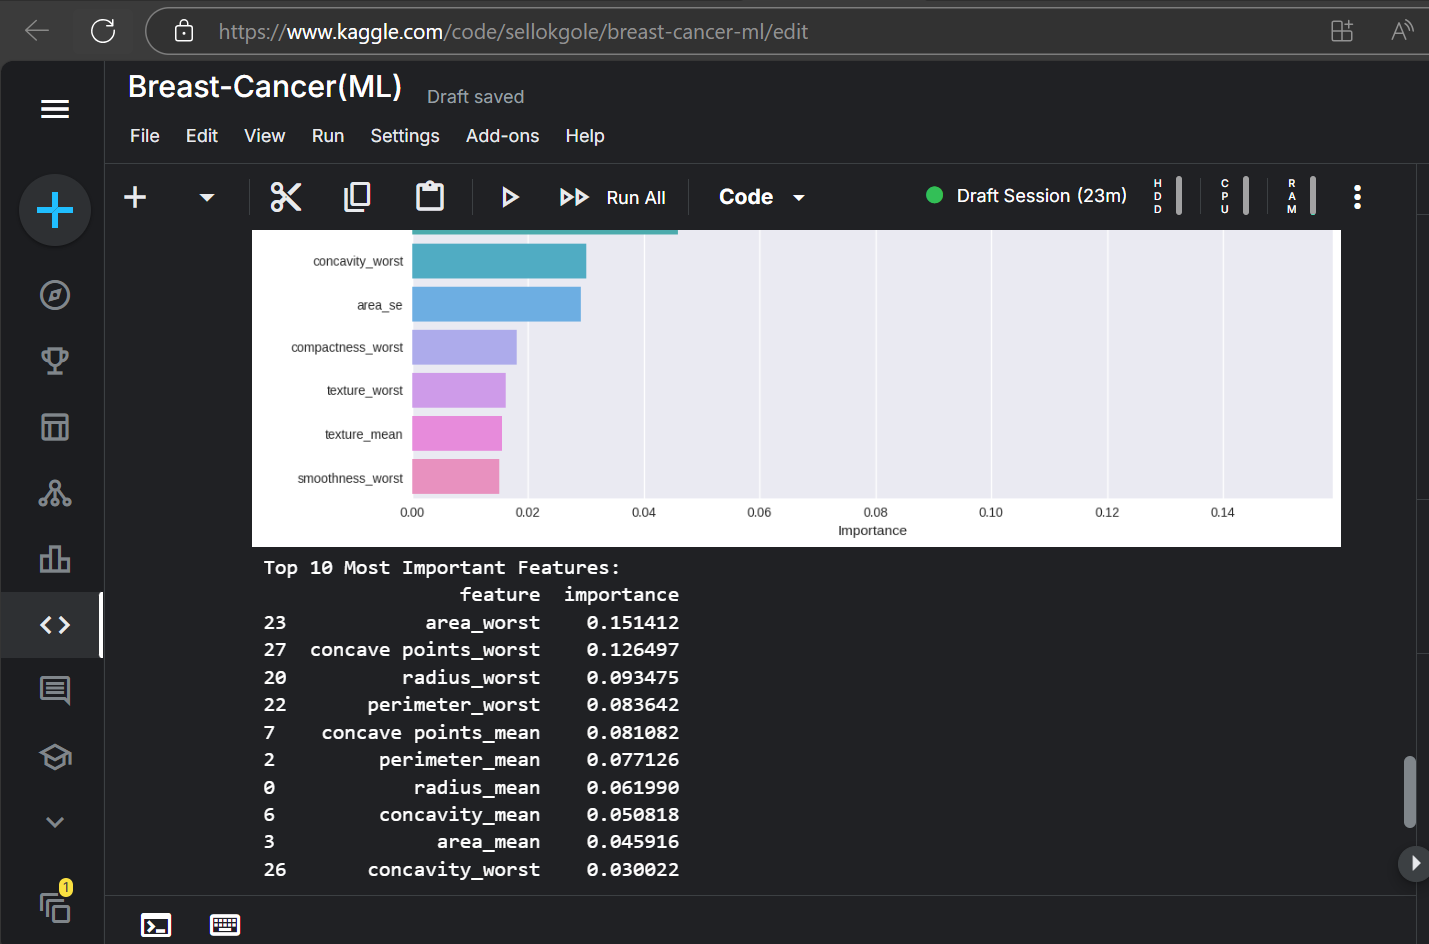 https://www.kaggle.com/code/sellokgole/breast-cancer-ml/edit
Breast-Cancer(ML) Draft saved
File Edit View Run Settings Add-ons Help
Run All Code Draft Session (23m) HDD CPU RAM
concavity_worst
area_se
compactness_worst
texture_worst
texture_mean
smoothness_worst
0.00 0.02 0.04 0.06 0.08 0.10 0.12 0.14
Importance
Top 10 Most Important Features:
feature importance
23 area_worst 0.151412
27 concave points_worst 0.126497
20 radius_worst 0.093475
22 perimeter_worst 0.083642
7 concave points_mean 0.081082
2 perimeter_mean 0.077126
0 radius_mean 0.061990
6 concavity_mean 0.050818
3 area_mean 0.045916
26 concavity_worst 0.030022
1